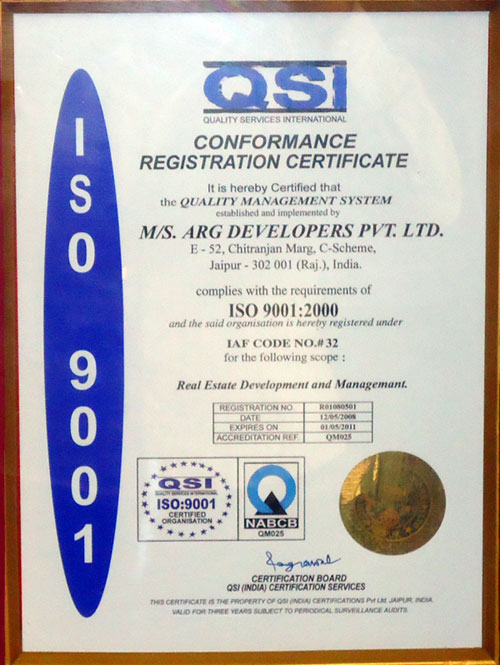 ISO 9001
QSI
QUALITY SERVICES INTERNATIONAL
CONFORMANCE
REGISTRATION CERTIFICATE
It is hereby Certified that
the QUALITY MANAGEMENT SYSTEM
established and implemented by
M/S. ARG DEVELOPERS PVT. LTD.
E - 52, Chitranjan Marg, C-Scheme,
Jaipur - 302 001 (Raj.), India.
complies with the requirements of
ISO 9001:2000
and the said organisation is hereby registered under
IAF CODE NO.# 32
for the following scope :
Real Estate Development and Managemant.
REGISTRATION NO. R01080501
DATE 12/05/2008
EXPIRES ON 01/05/2011
ACCREDITATION REF. QM025
QSI
QUALITY SERVICES INTERNATIONAL
ISO:9001
CERTIFIED
ORGANISATION
NABCB
QM025
CERTIFICATION BOARD
QSI (INDIA) CERTIFICATION SERVICES
THIS CERTIFICATE IS THE PROPERTY OF QSI (INDIA) CERTIFICATIONS Pvt Ltd. JAIPUR, INDIA.
VALID FOR THREE YEARS SUBJECT TO PERIODICAL SURVEILLANCE AUDITS.